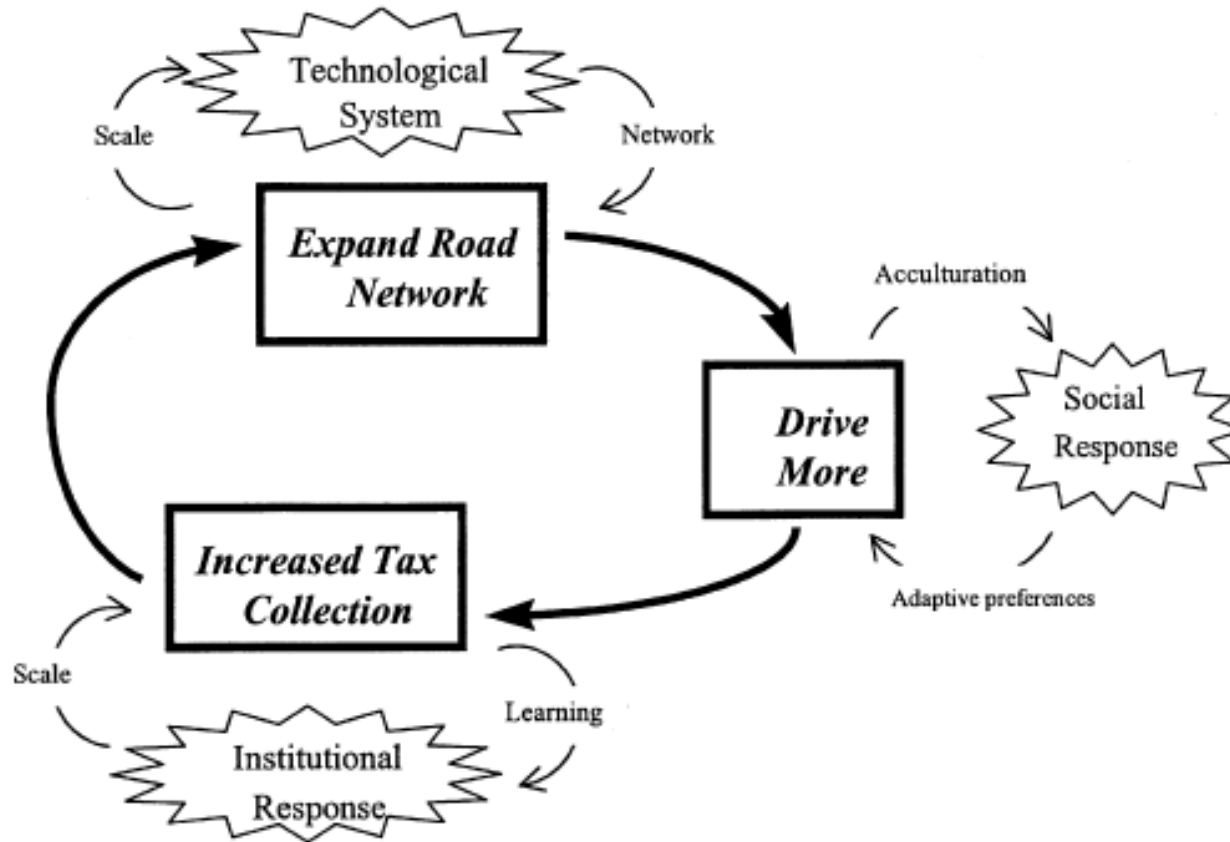 Technological
System
Scale
Network
Expand Road
Network
Acculturation
Drive
More
Social
Response
Adaptive preferences
Increased Tax
Collection
Scale
Learning
Institutional
Response